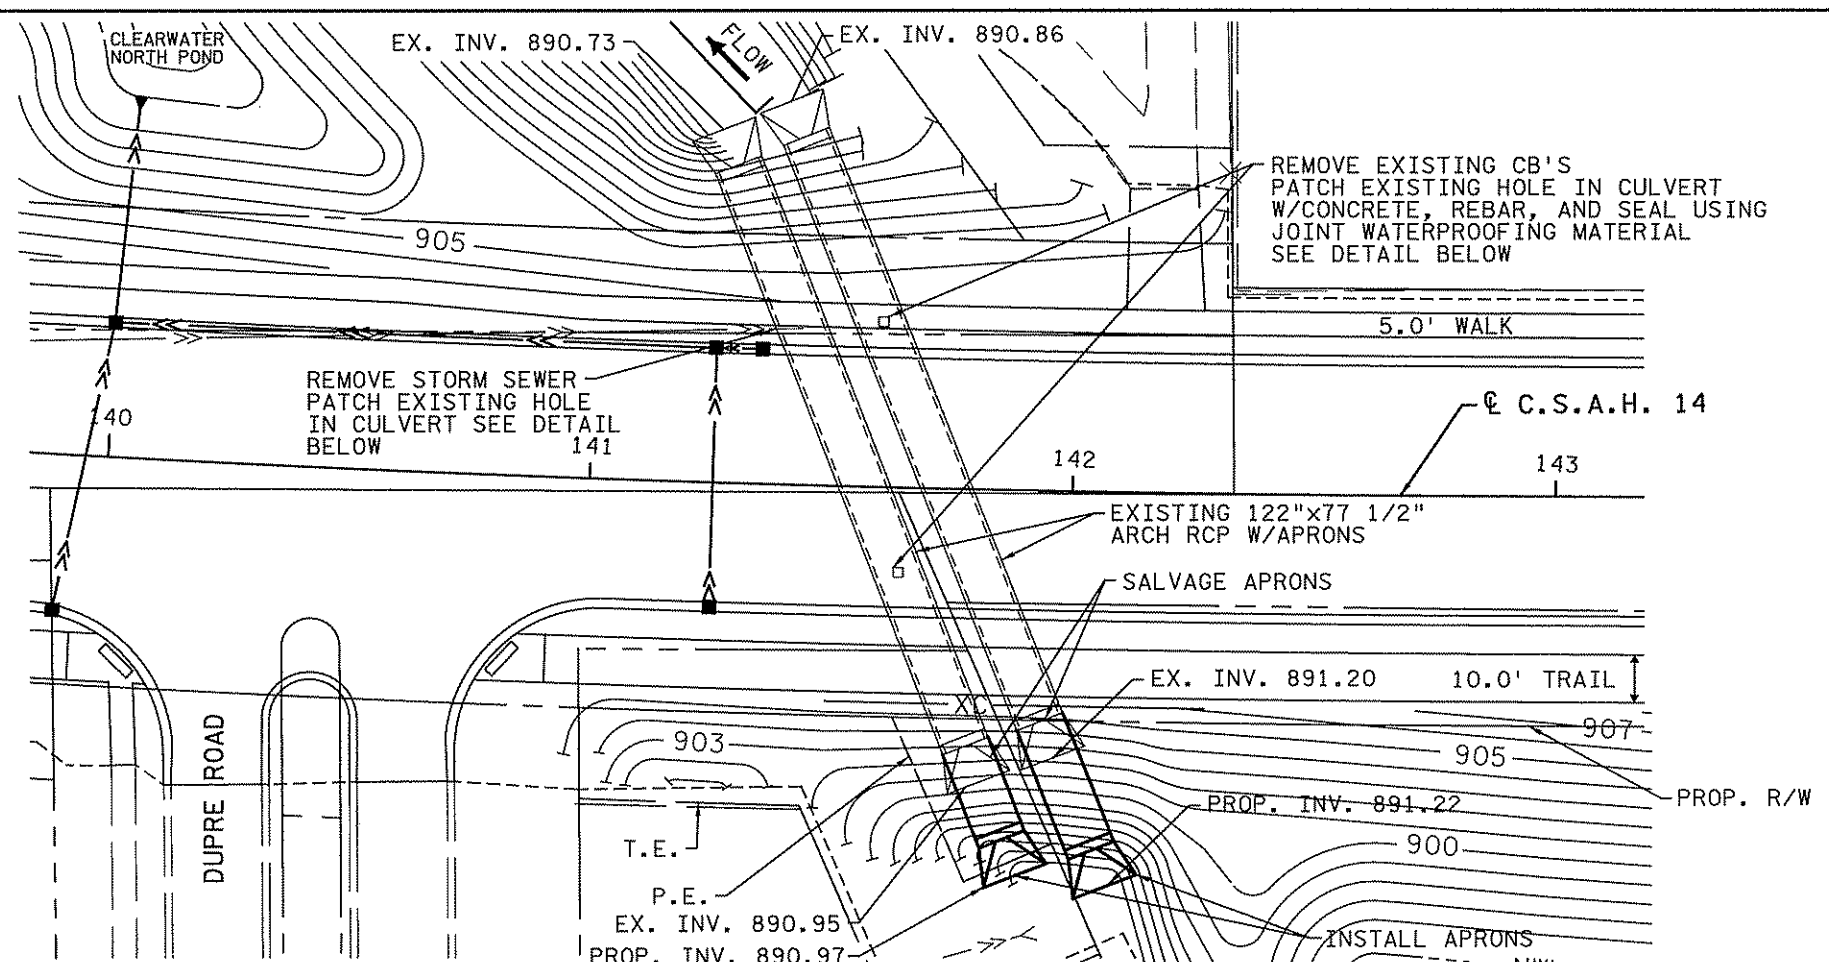 CLEARWATER
NORTH POND
EX. INV. 890.73
FLOW
EX. INV. 890.86
REMOVE EXISTING CB'S
PATCH EXISTING HOLE IN CULVERT
W/CONCRETE, REBAR, AND SEAL USING
JOINT WATERPROOFING MATERIAL
SEE DETAIL BELOW
905
5.0' WALK
REMOVE STORM SEWER
PATCH EXISTING HOLE
IN CULVERT SEE DETAIL
BELOW
140
141
142
143
℄ C.S.A.H. 14
EXISTING 122"x77 1/2"
ARCH RCP W/APRONS
SALVAGE APRONS
EX. INV. 891.20
10.0' TRAIL
XC
903
907
905
DUPRE ROAD
PROP. INV. 891.22
PROP. R/W
T.E.
900
P.E.
EX. INV. 890.95
PROP. INV. 890.97
INSTALL APRONS